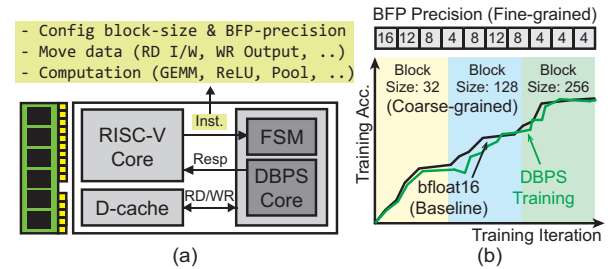 - Config block-size & BFP-precision
- Move data (RD I/W, WR Output, ..)
- Computation (GEMM, ReLU, Pool, ..)
RISC-V
Core
Inst.
FSM
Resp
DBPS
Core
D-cache
RD/WR
(a)
BFP Precision (Fine-grained)
16 12 8 4 8 12 8 4 4 4
Block
Size: 32
Block
Size: 128
Block
Size: 256
(Coarse-grained)
Training Acc.
bfloat16
(Baseline)
DBPS
Training
Training Iteration
(b)